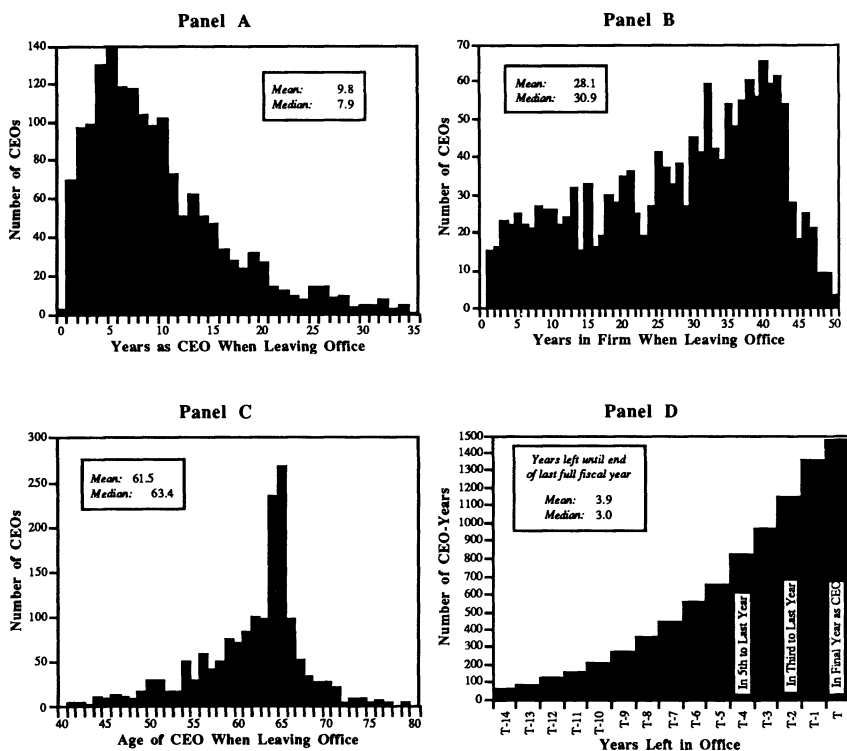 Panel A
140
120
100
80
60
40
20
0
Number of CEOs
Mean: 9.8
Median: 7.9
0 5 10 15 20 25 30 35
Years as CEO When Leaving Office
Panel B
70
60
50
40
30
20
10
0
Number of CEOs
Mean: 28.1
Median: 30.9
0 5 10 15 20 25 30 35 40 45 50
Years in Firm When Leaving Office
Panel C
300
250
200
150
100
50
0
Number of CEOs
Mean: 61.5
Median: 63.4
40 45 50 55 60 65 70 75 80
Age of CEO When Leaving Office
Panel D
1500
1400
1300
1200
1100
1000
900
800
700
600
500
400
300
200
100
0
Number of CEO-Years
Years left until end
of last full fiscal year
Mean: 3.9
Median: 3.0
In 5th to Last Year
In Third to Last Year
In Final Year as CEO
T-14 T-13 T-12 T-11 T-10 T-9 T-8 T-7 T-6 T-5 T-4 T-3 T-2 T-1 T
Years Left in Office